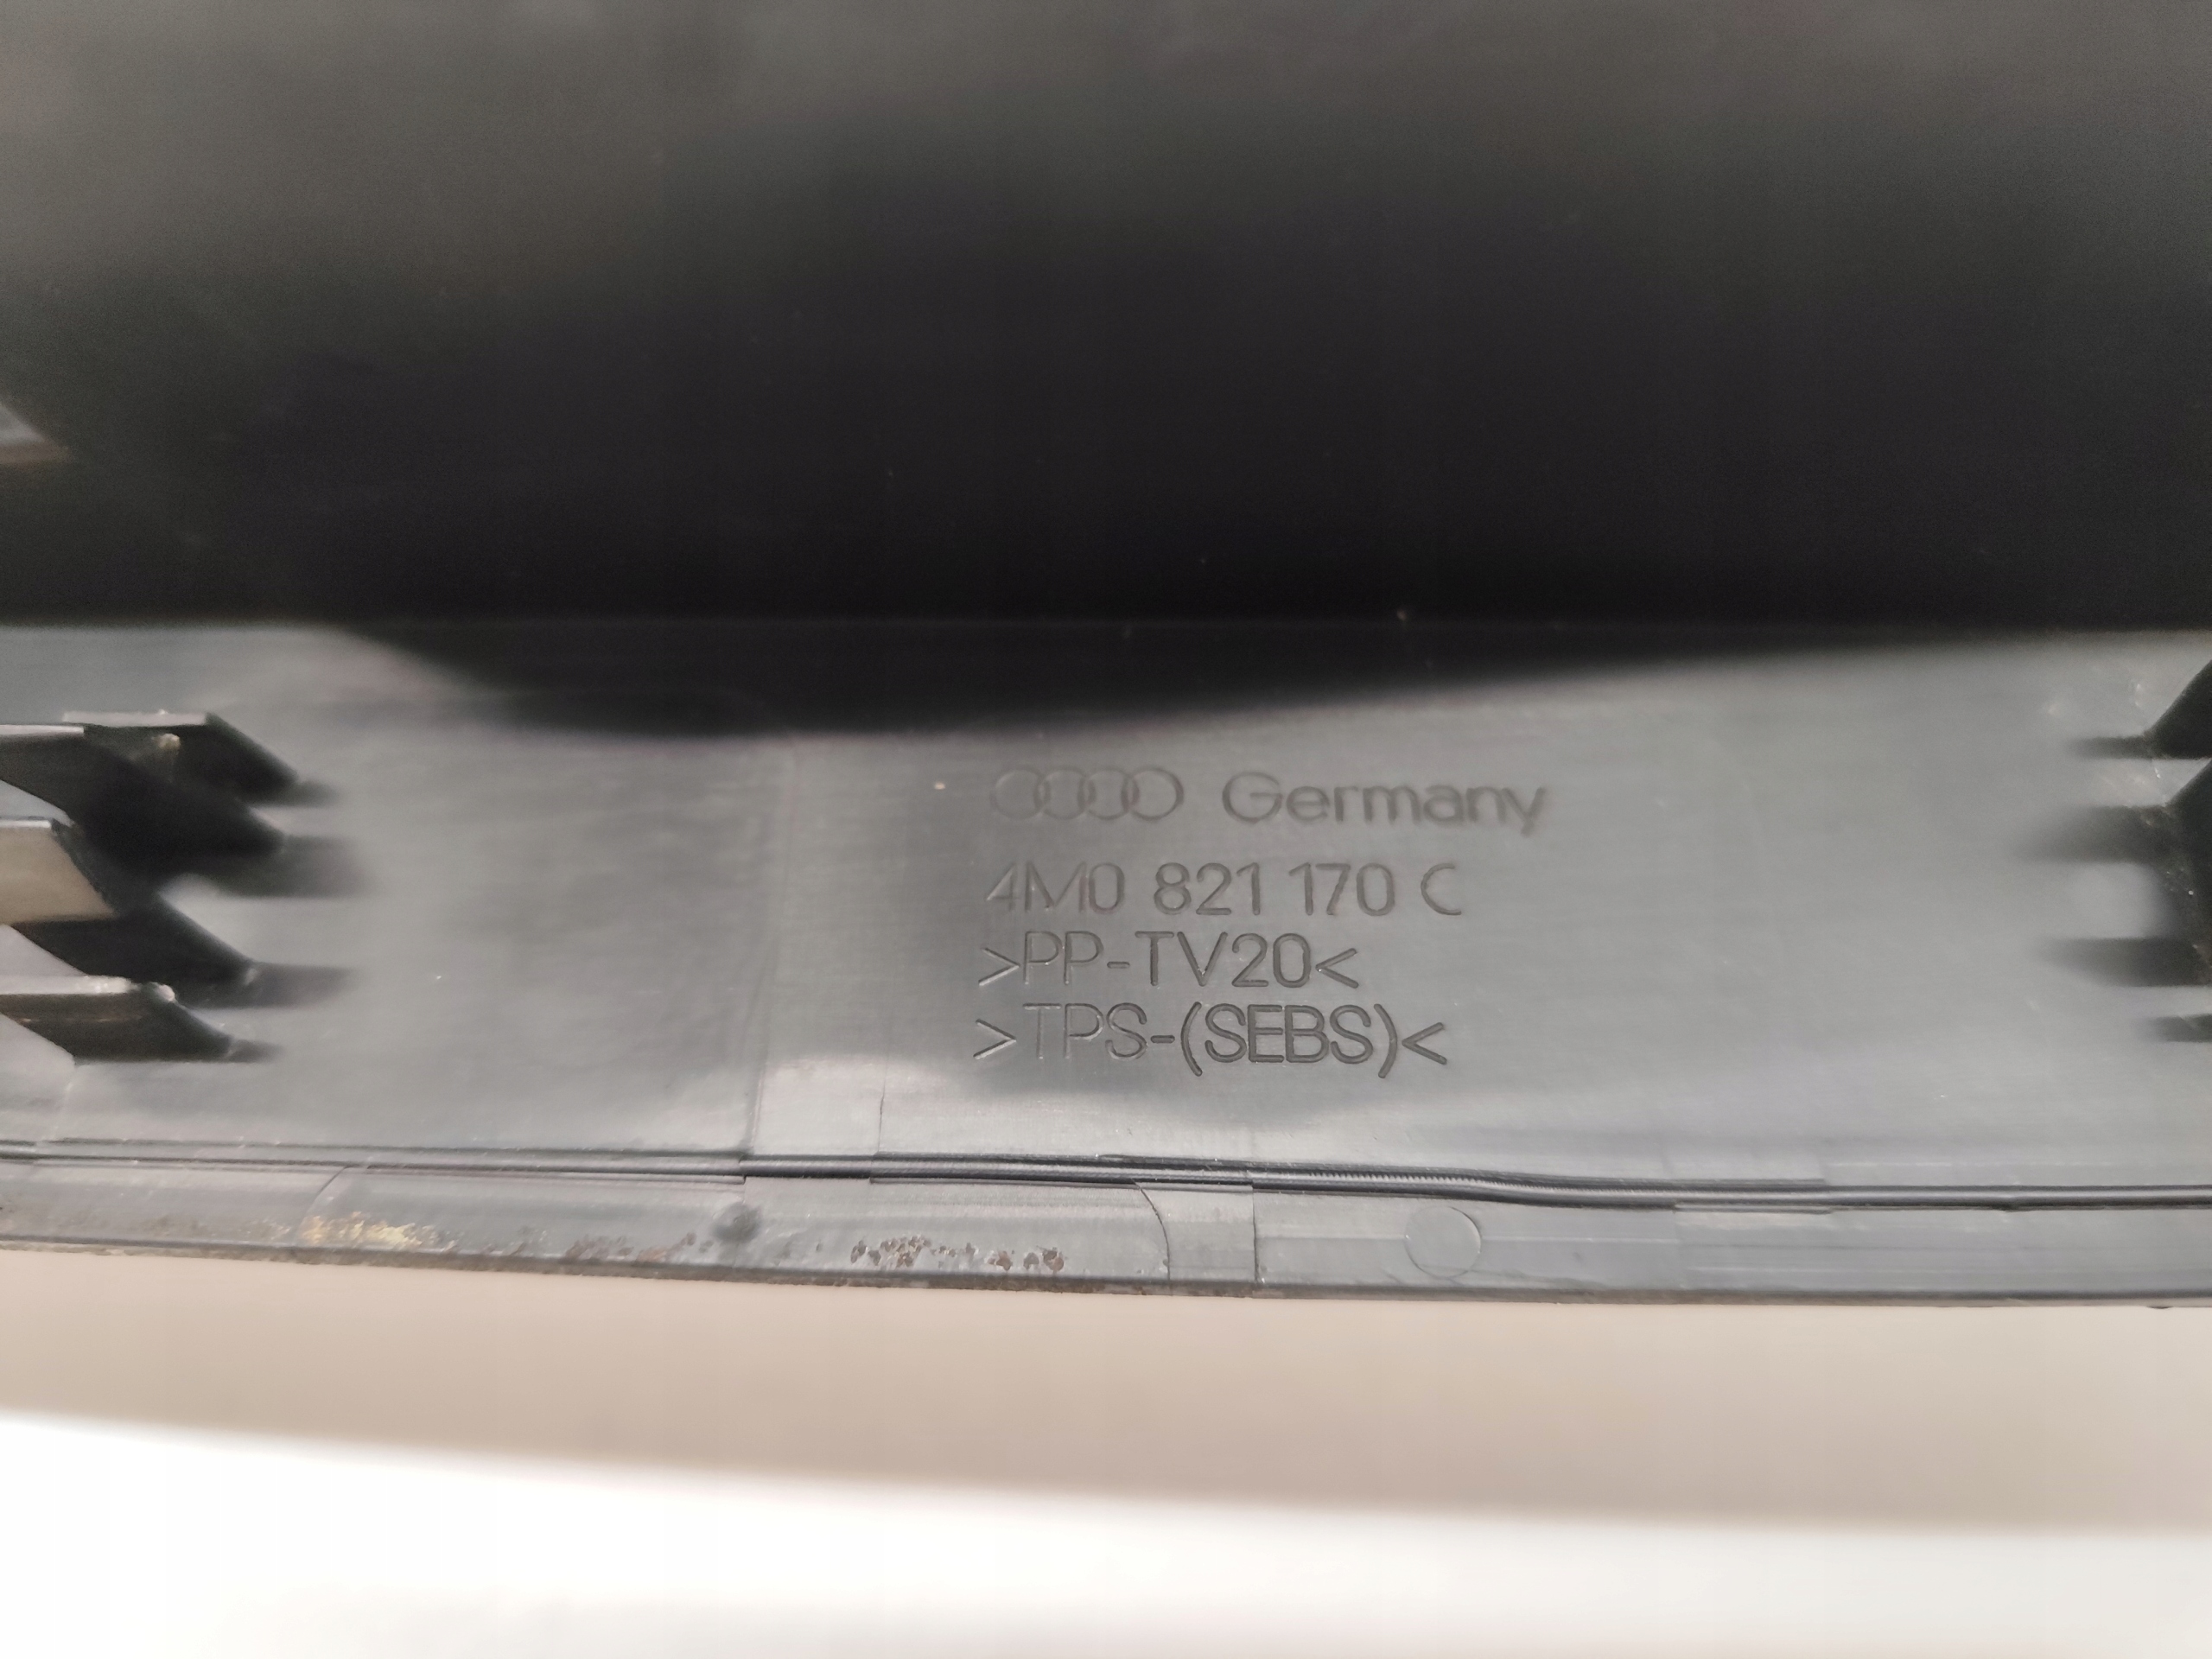 Germany
4M0 821 170 C
>PP-TV20<
>TPS-(SEBS)<